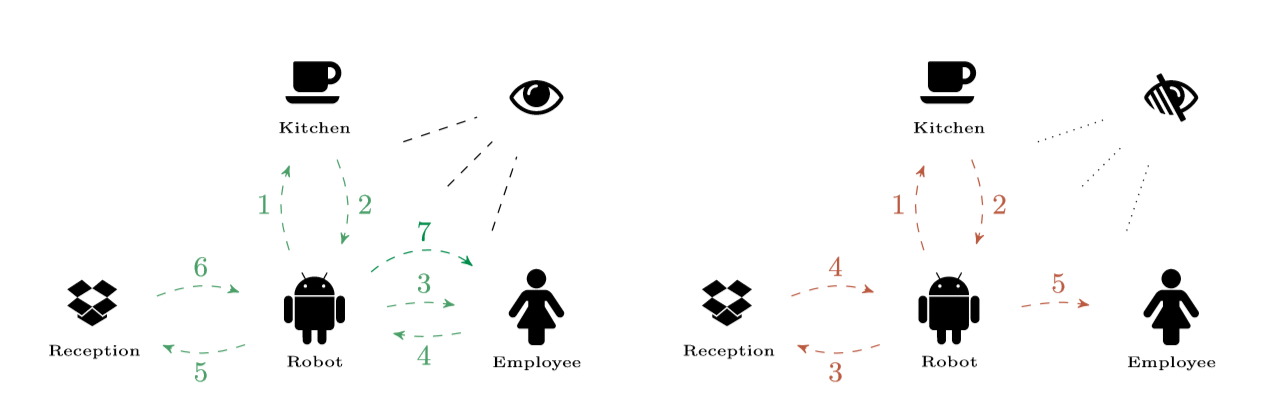 Kitchen
1
2
7
6
3
Reception
Robot
Employee
5
4
Kitchen
1
2
4
5
Reception
Robot
Employee
3